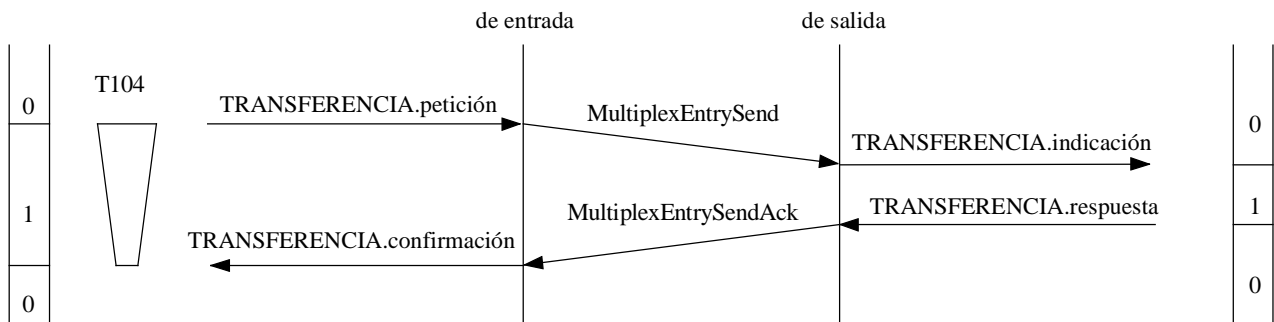 de entrada
de salida
T104
0
TRANSFERENCIA.petición
MultiplexEntrySend
0
TRANSFERENCIA.indicación
1
MultiplexEntrySendAck
TRANSFERENCIA.respuesta
1
TRANSFERENCIA.confirmación
0
0